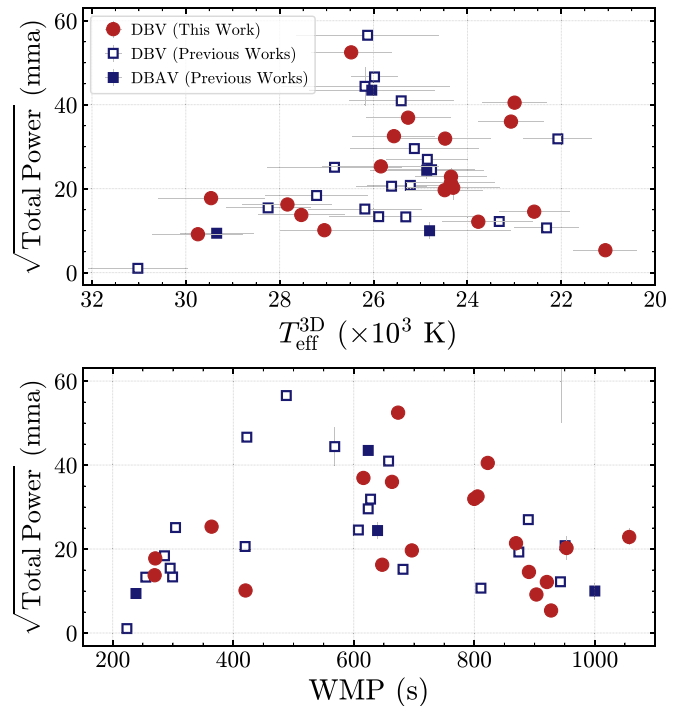 60
40
20
0
√Total Power (mma)
DBV (This Work)
DBV (Previous Works)
DBAV (Previous Works)
32 30 28 26 24 22 20
T_eff^3D (×10³ K)
60
40
20
0
√Total Power (mma)
200 400 600 800 1000
WMP (s)